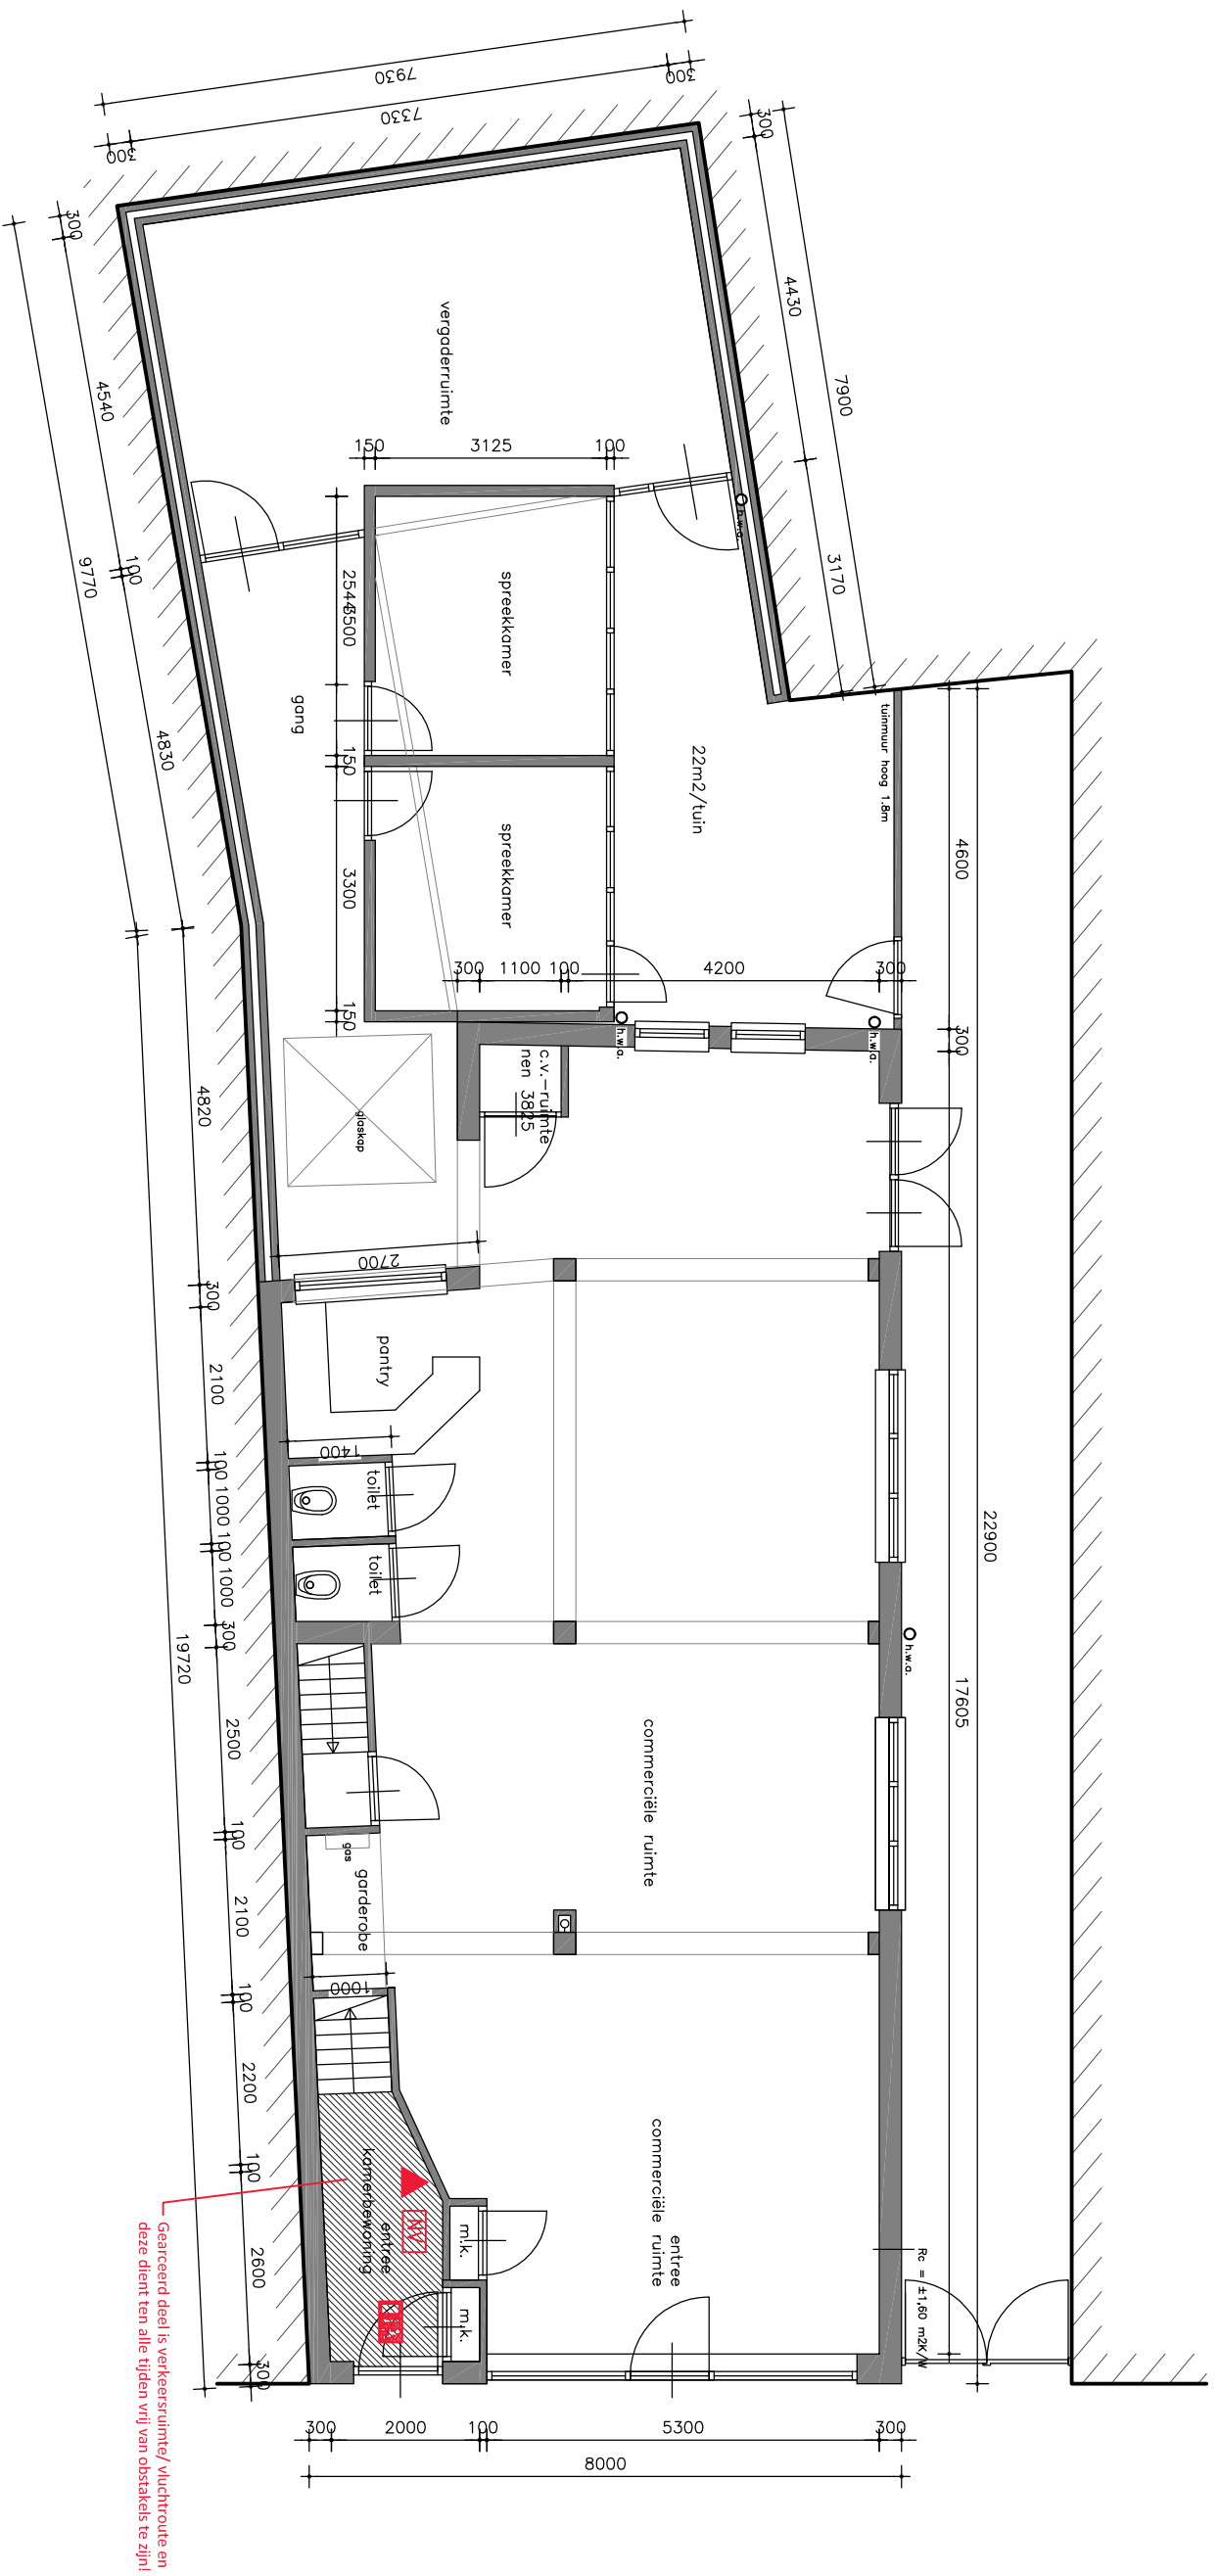 7930
300
7330
300
300
4430
7900
3170
300
4540
100
9770
4830
vergaderruimte
150
3125
100
h.w.a.
spreekkamer
2544
3500
gang
150
spreekkamer
3300
150
22m2/tuin
tuinmuur hoog 1.8m
4600
300
22900
17605
300
1100
100
4200
300
h.w.a.
h.w.a.
c.v.-ruimte
nen 3825
glaskap
4820
2700
300
pantry
2100
1400
100
toilet
1000
100
toilet
1000
300
19720
h.w.a.
2500
commerciële ruimte
100
gas
garderobe
2100
1000
100
2200
100
kamerbewoning
entree
NV
m.k.
m.k.
entree
commerciële ruimte
Rc = ±1,60 m2K/W
2600
300
Gearceerd deel is verkeersruimte/ vluchtroute en
deze dient ten alle tijden vrij van obstakels te zijn!
300
2000
100
5300
300
8000